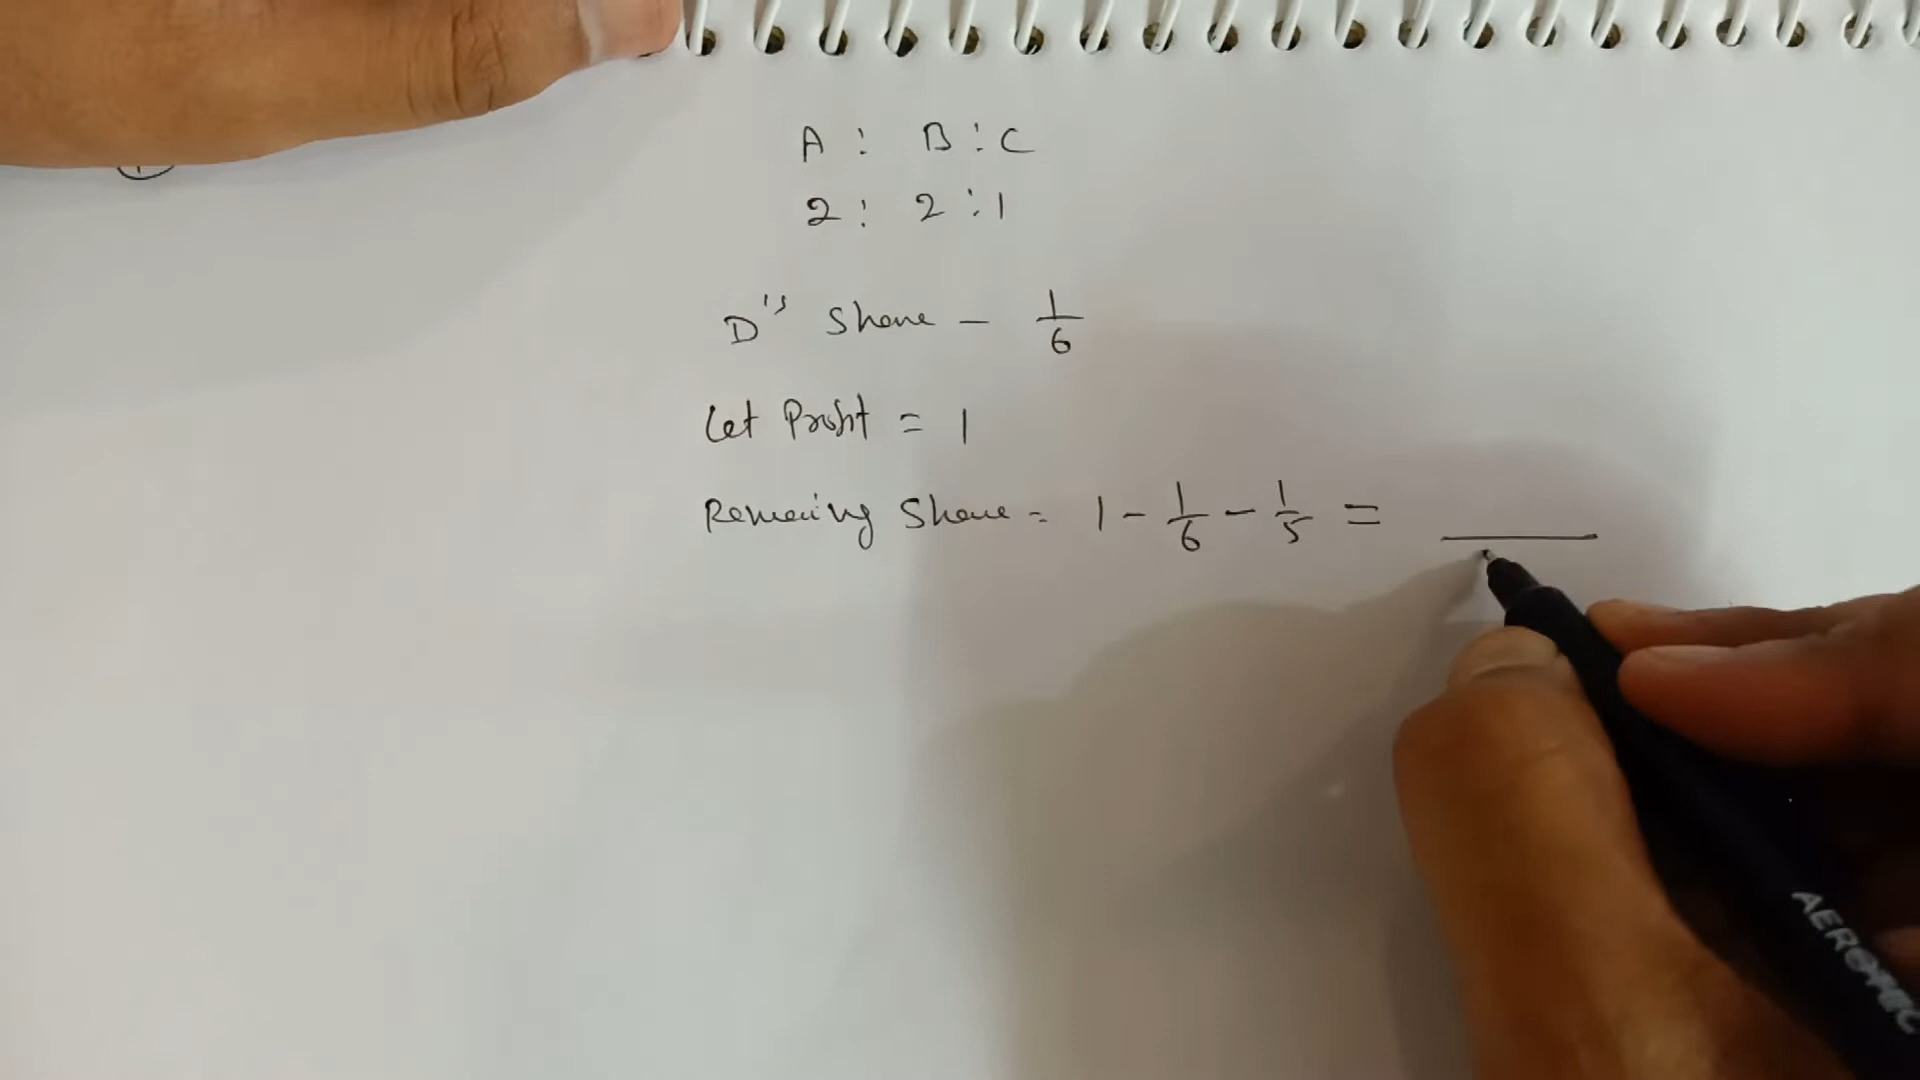 A : B : C
2 : 2 : 1
D's Share - 1/6
Let Profit = 1
Remaining Share = 1 - 1/6 - 1/5 =